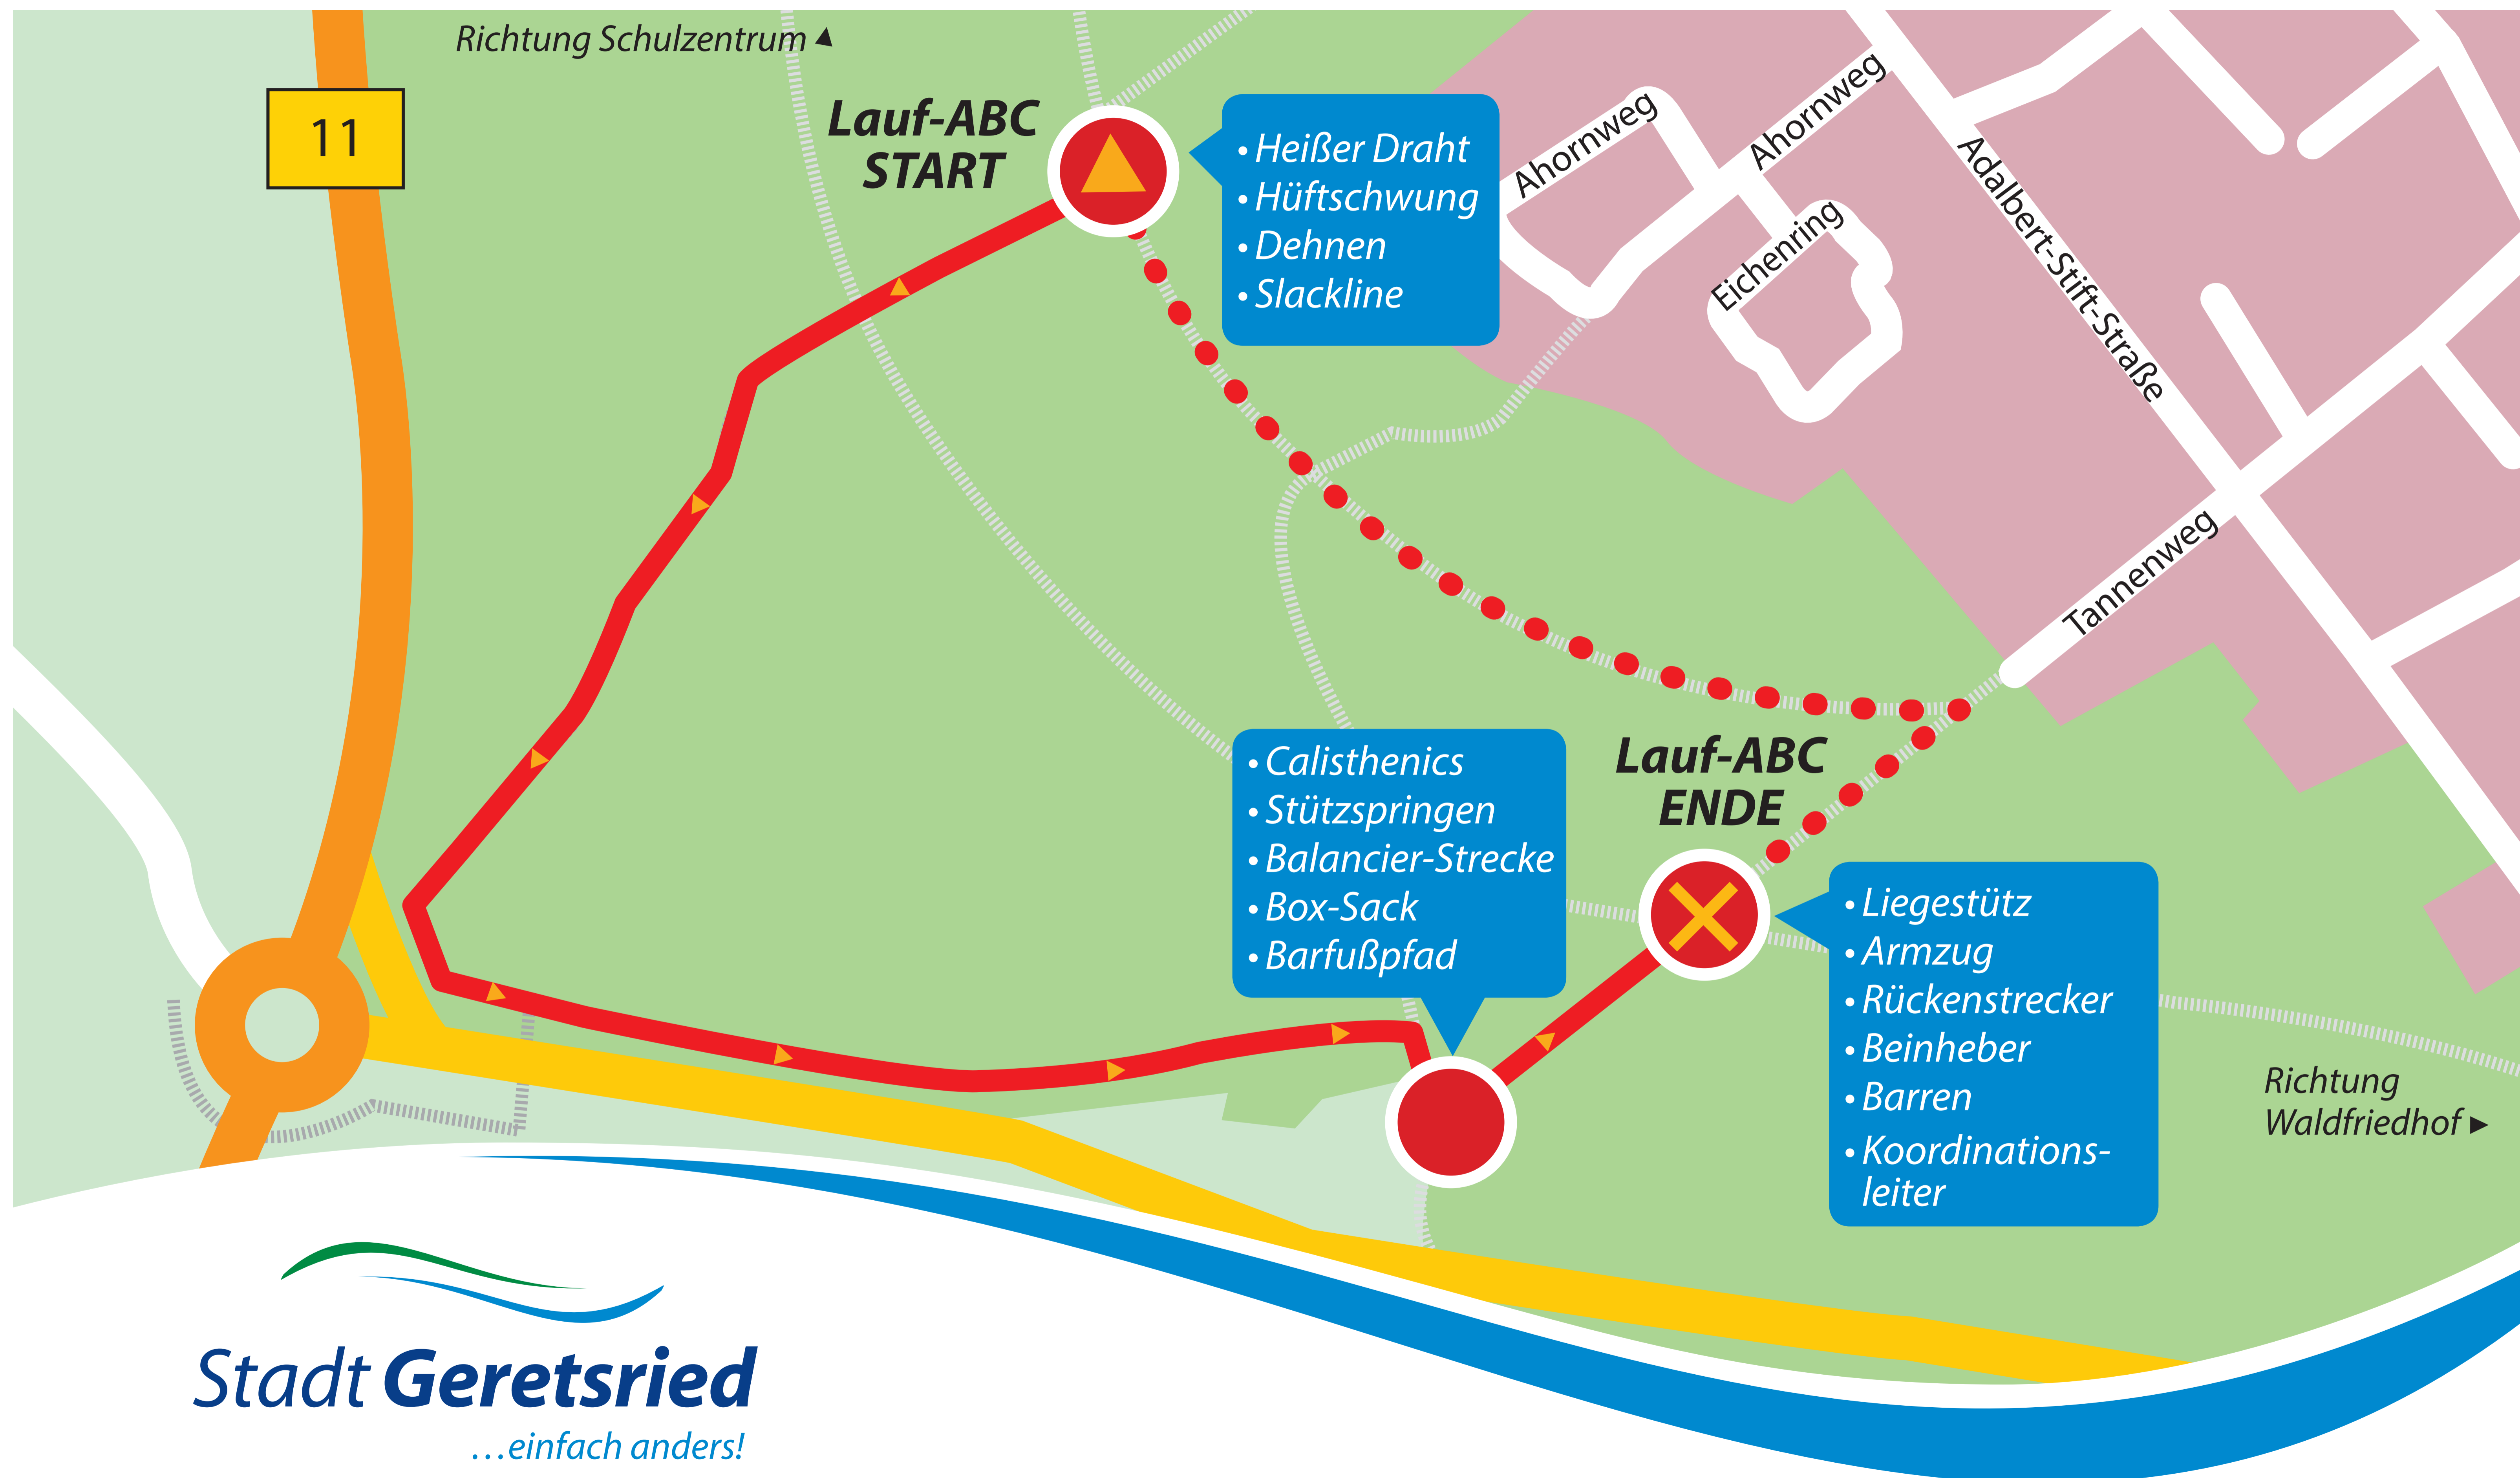 Richtung Schulzentrum ▲
11
Lauf-ABC
START
• Heißer Draht
• Hüftschwung
• Dehnen
• Slackline
Ahornweg
Ahornweg
Eichenring
Adalbert-Stift-Straße
Tannenweg
• Calisthenics
• Stützspringen
• Balancier-Strecke
• Box-Sack
• Barfußpfad
Lauf-ABC
ENDE
• Liegestütz
• Armzug
• Rückenstrecker
• Beinheber
• Barren
• Koordinations-
leiter
Richtung
Waldfriedhof ►
Stadt Geretsried
...einfach anders!